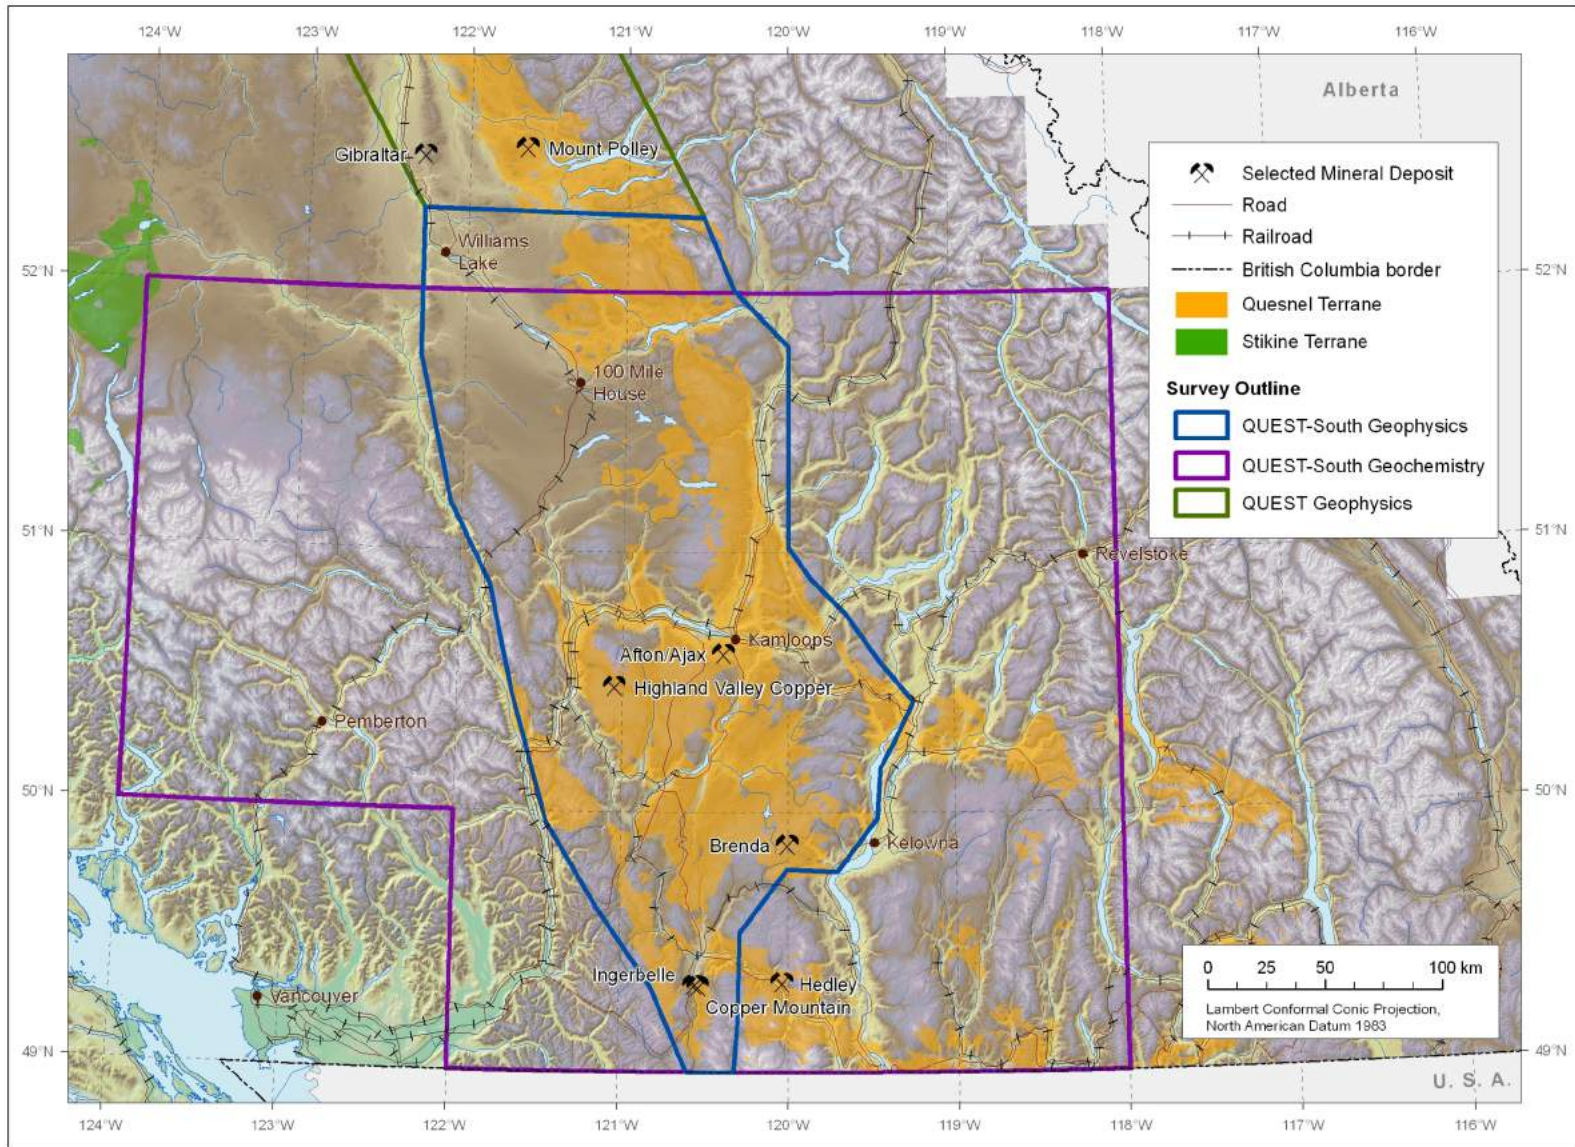 124°W 123°W 122°W 121°W 120°W 119°W 118°W 117°W 116°W
Alberta
Gibraltar
Mount Polley
Selected Mineral Deposit
Road
Railroad
British Columbia border
Quesnel Terrane
Stikine Terrane
Survey Outline
QUEST-South Geophysics
QUEST-South Geochemistry
QUEST Geophysics
Williams
Lake
52°N
52°N
100 Mile
House
51°N
51°N
Revelstoke
Kamloops
Afton/Ajax
Highland Valley Copper
Pemberton
50°N
50°N
Brenda
Kelowna
Ingerbelle
Hedley
Copper Mountain
Vancouver
0 25 50 100 km
Lambert Conformal Conic Projection,
North American Datum 1983
49°N
49°N
U. S. A.
124°W 123°W 122°W 121°W 120°W 119°W 118°W 117°W 116°W